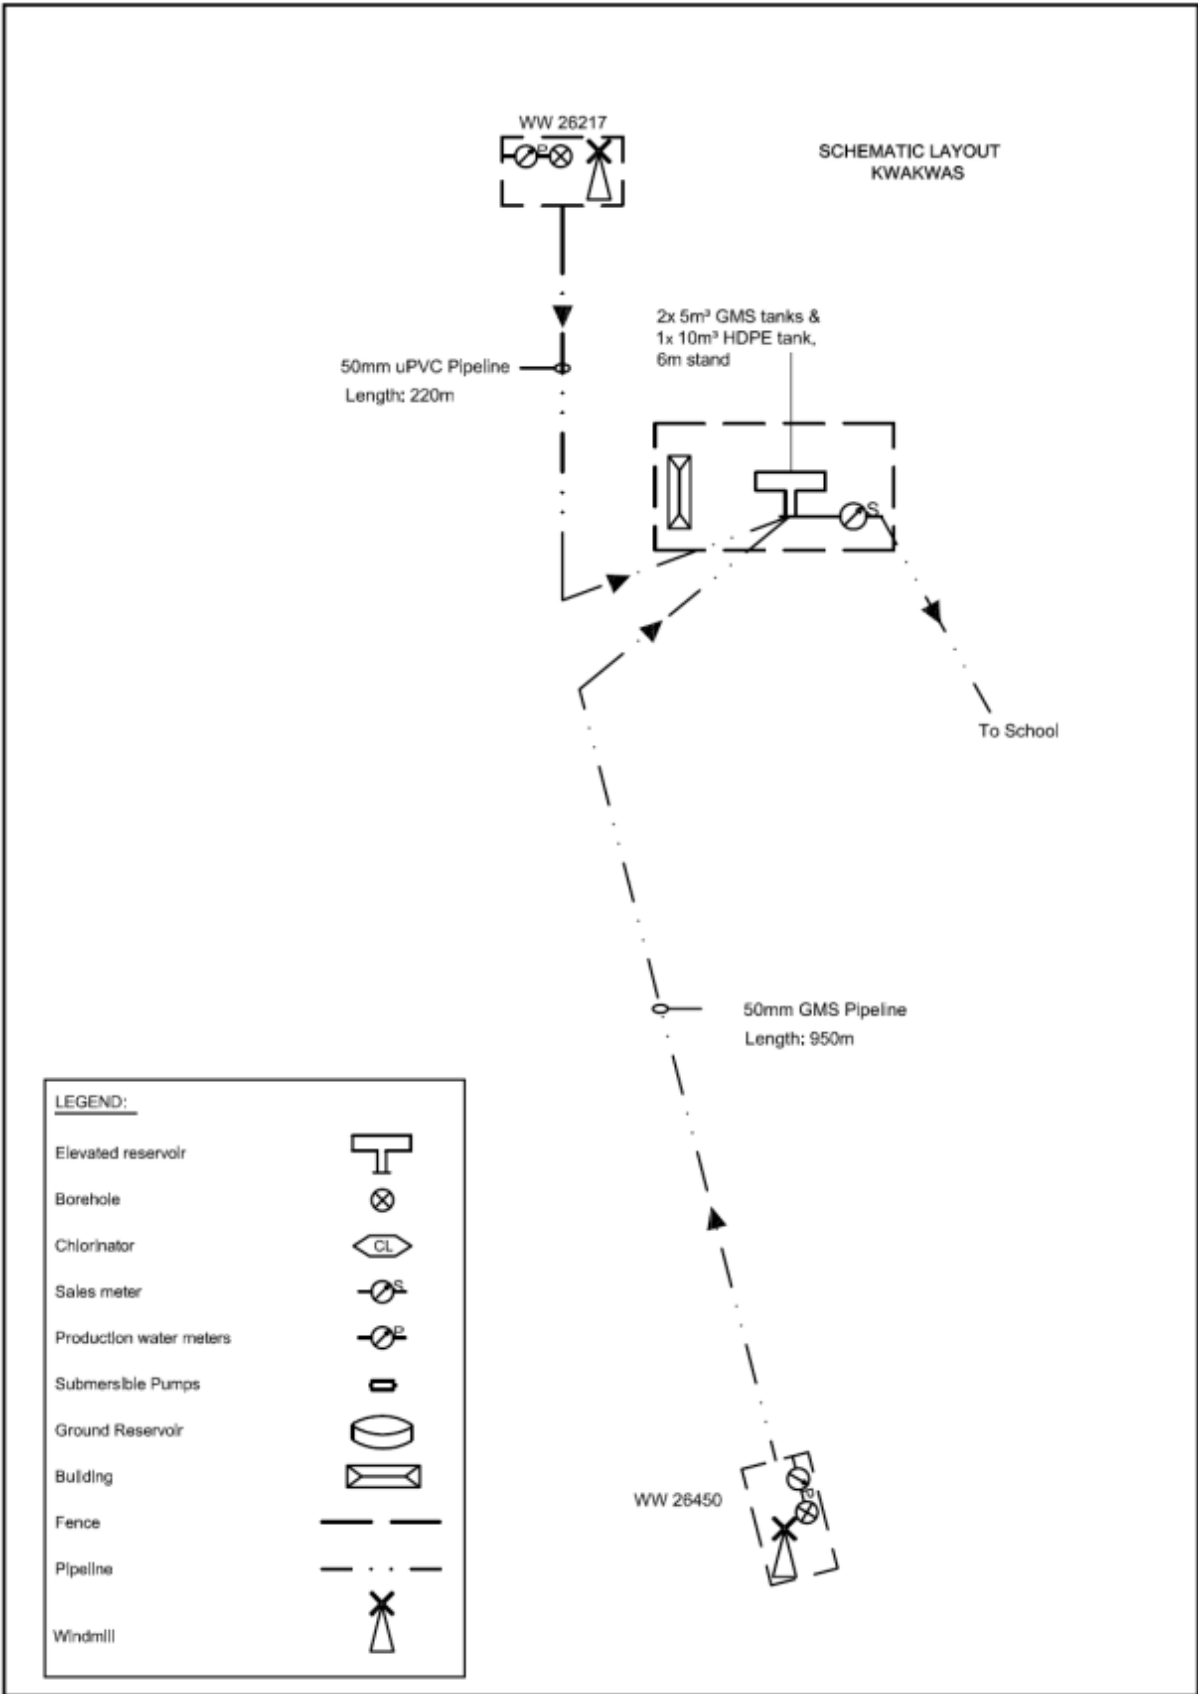 WW 26217
P
SCHEMATIC LAYOUT
KWAKWAS
2x 5m³ GMS tanks &
1x 10m³ HDPE tank,
6m stand
50mm uPVC Pipeline
Length: 220m
S
To School
50mm GMS Pipeline
Length: 950m
LEGEND:
Elevated reservoir
Borehole
Chlorinator
CL
Sales meter
S
Production water meters
P
Submersible Pumps
Ground Reservoir
Building
Fence
Pipeline
Windmill
WW 26450
P